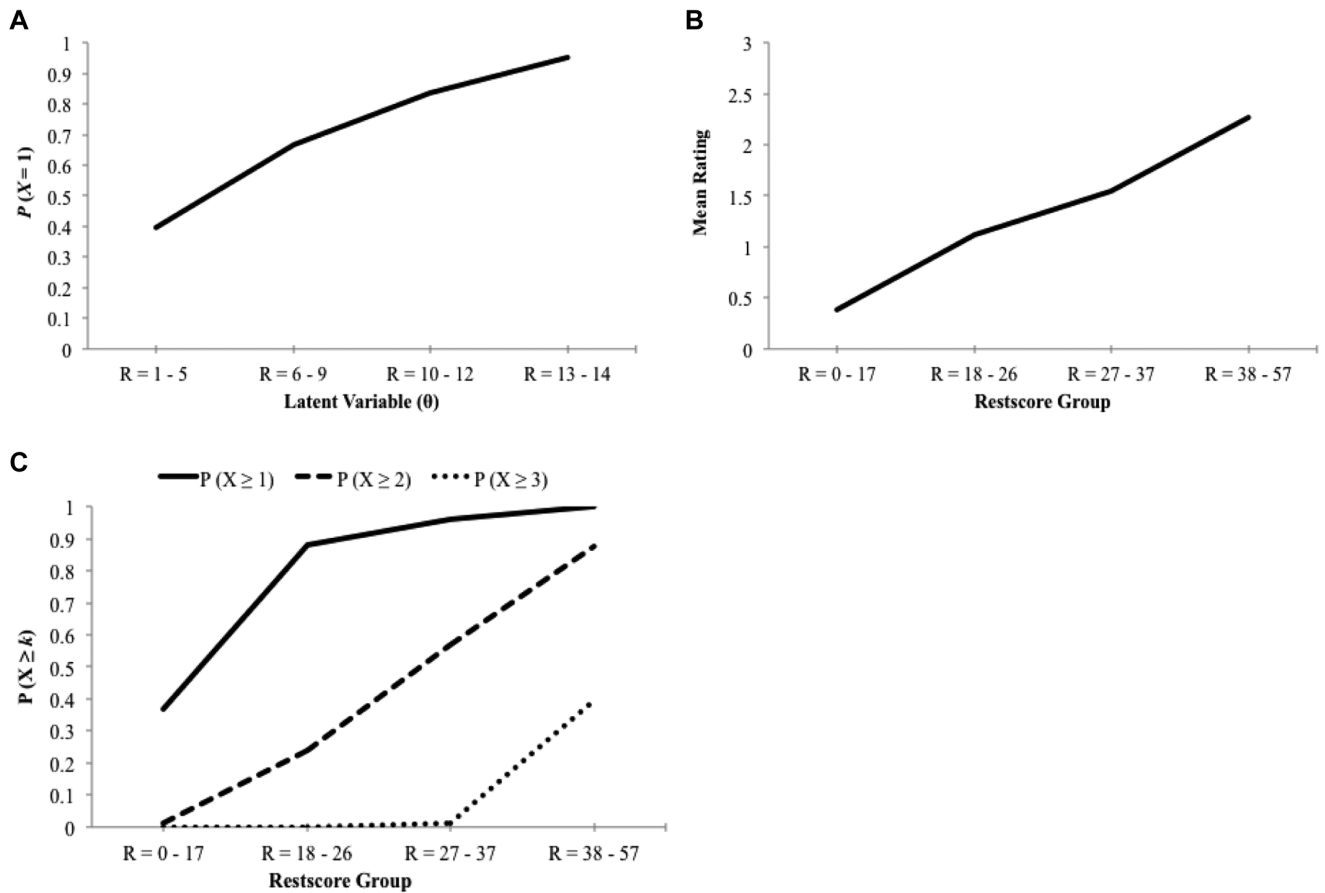 A
1
0.9
0.8
0.7
0.6
0.5
0.4
0.3
0.2
0.1
0
P (X = 1)
R = 1 - 5
R = 6 - 9
R = 10 - 12
R = 13 - 14
Latent Variable (θ)
B
3
2.5
2
1.5
1
0.5
0
Mean Rating
R = 0 - 17
R = 18 - 26
R = 27 - 37
R = 38 - 57
Restscore Group
C
P (X ≥ 1)
P (X ≥ 2)
P (X ≥ 3)
1
0.9
0.8
0.7
0.6
0.5
0.4
0.3
0.2
0.1
0
P (X ≥ k)
R = 0 - 17
R = 18 - 26
R = 27 - 37
R = 38 - 57
Restscore Group